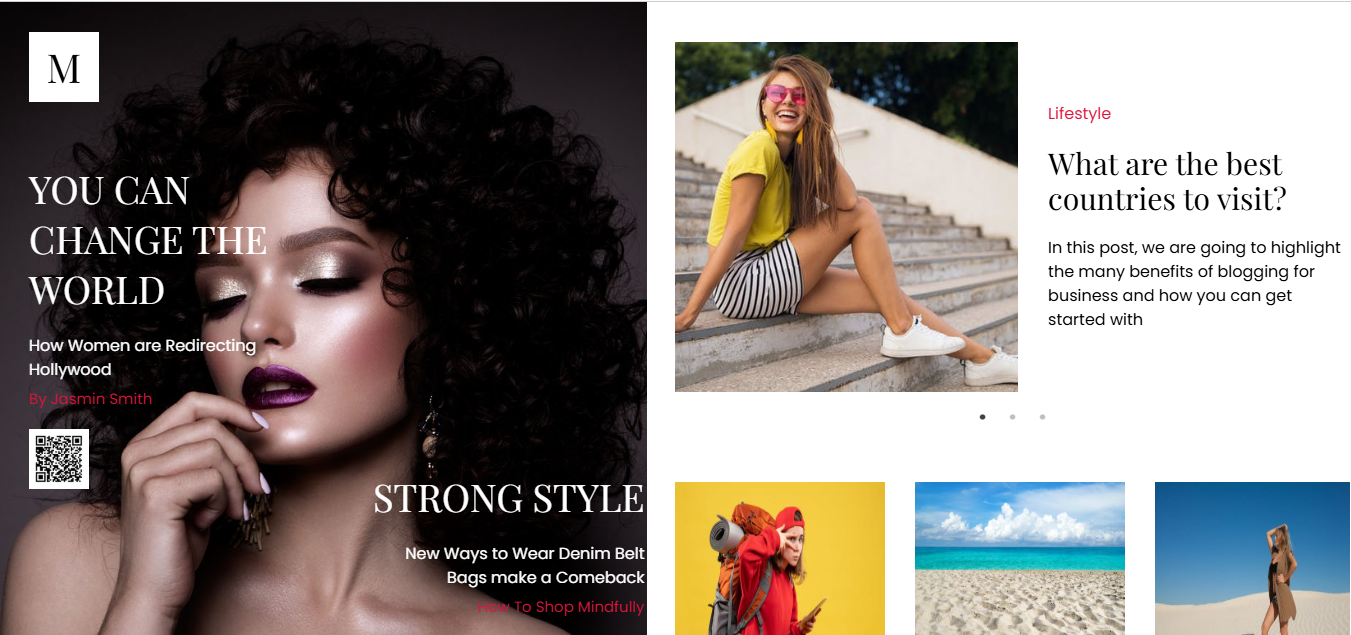 M
YOU CAN
CHANGE THE
WORLD
How Women are Redirecting
Hollywood
By Jasmin Smith
STRONG STYLE
New Ways to Wear Denim Belt
Bags make a Comeback
How To Shop Mindfully
Lifestyle
What are the best
countries to visit?
In this post, we are going to highlight
the many benefits of blogging for
business and how you can get
started with